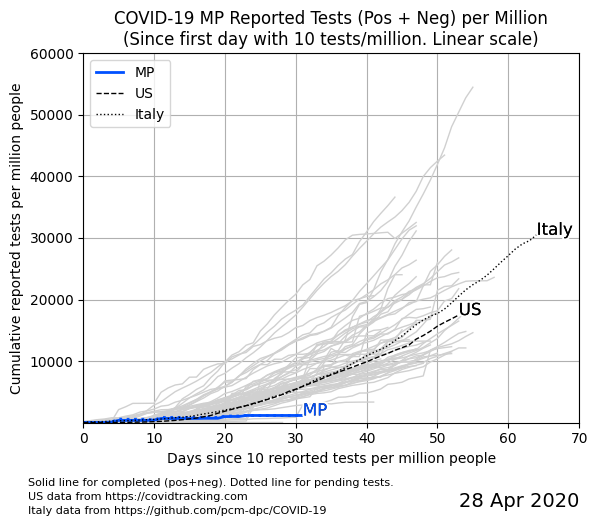 COVID-19 MP Reported Tests (Pos + Neg) per Million
(Since first day with 10 tests/million. Linear scale)
Cumulative reported tests per million people
60000
50000
40000
30000
20000
10000
MP
US
Italy
Italy
US
MP
0 10 20 30 40 50 60 70
Days since 10 reported tests per million people
Solid line for completed (pos+neg). Dotted line for pending tests.
US data from https://covidtracking.com
Italy data from https://github.com/pcm-dpc/COVID-19
28 Apr 2020